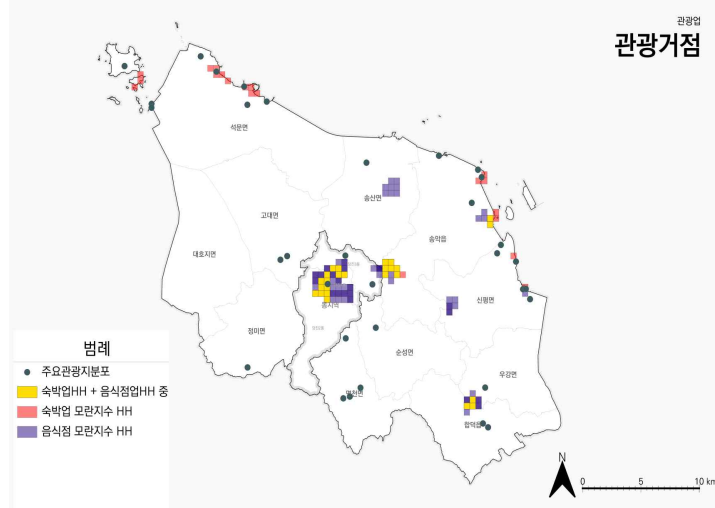 관광업
관광거점
석문면
송산면
고대면
송악읍
대호지면
동지역
신평면
정미면
순성면
우강면
면천면
합덕읍
범례
주요관광지분포
숙박업HH + 음식점업HH 중
숙박업 모란지수 HH
음식점 모란지수 HH
N
0 5 10 km